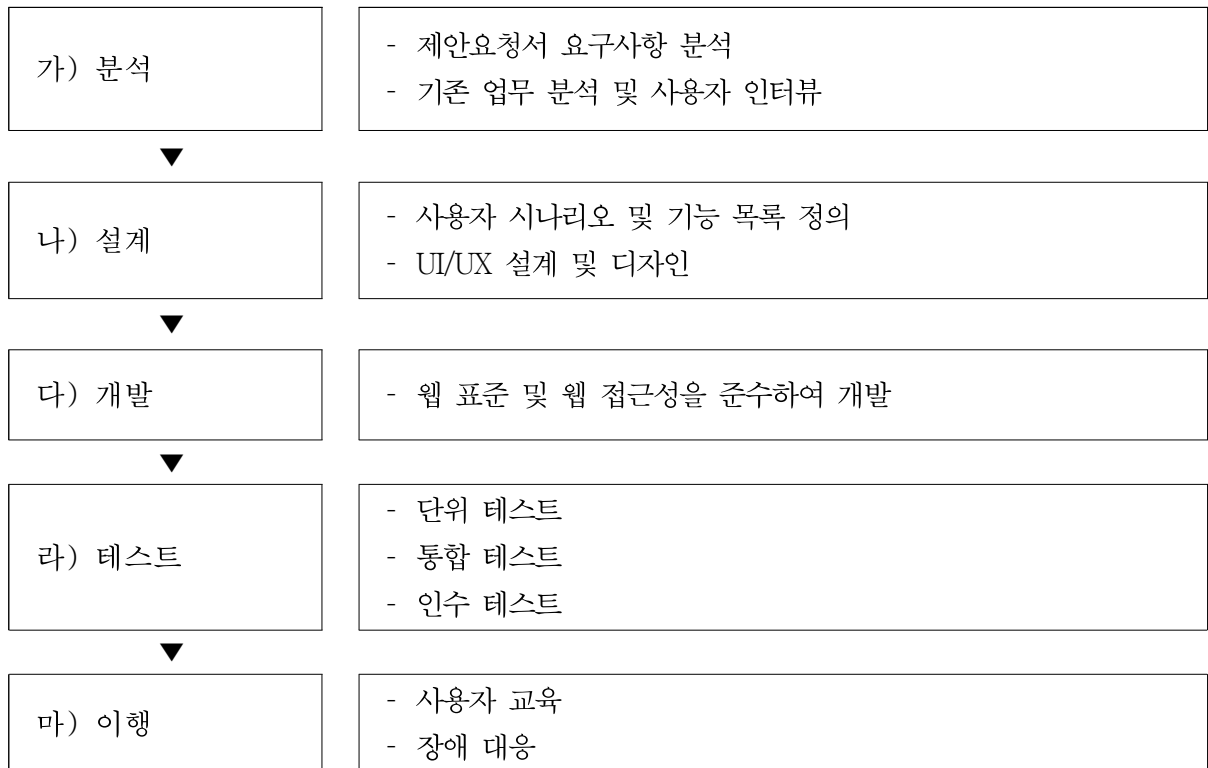 가) 분석
- 제안요청서 요구사항 분석
- 기존 업무 분석 및 사용자 인터뷰
▼
나) 설계
- 사용자 시나리오 및 기능 목록 정의
- UI/UX 설계 및 디자인
▼
다) 개발
- 웹 표준 및 웹 접근성을 준수하여 개발
▼
라) 테스트
- 단위 테스트
- 통합 테스트
- 인수 테스트
▼
마) 이행
- 사용자 교육
- 장애 대응